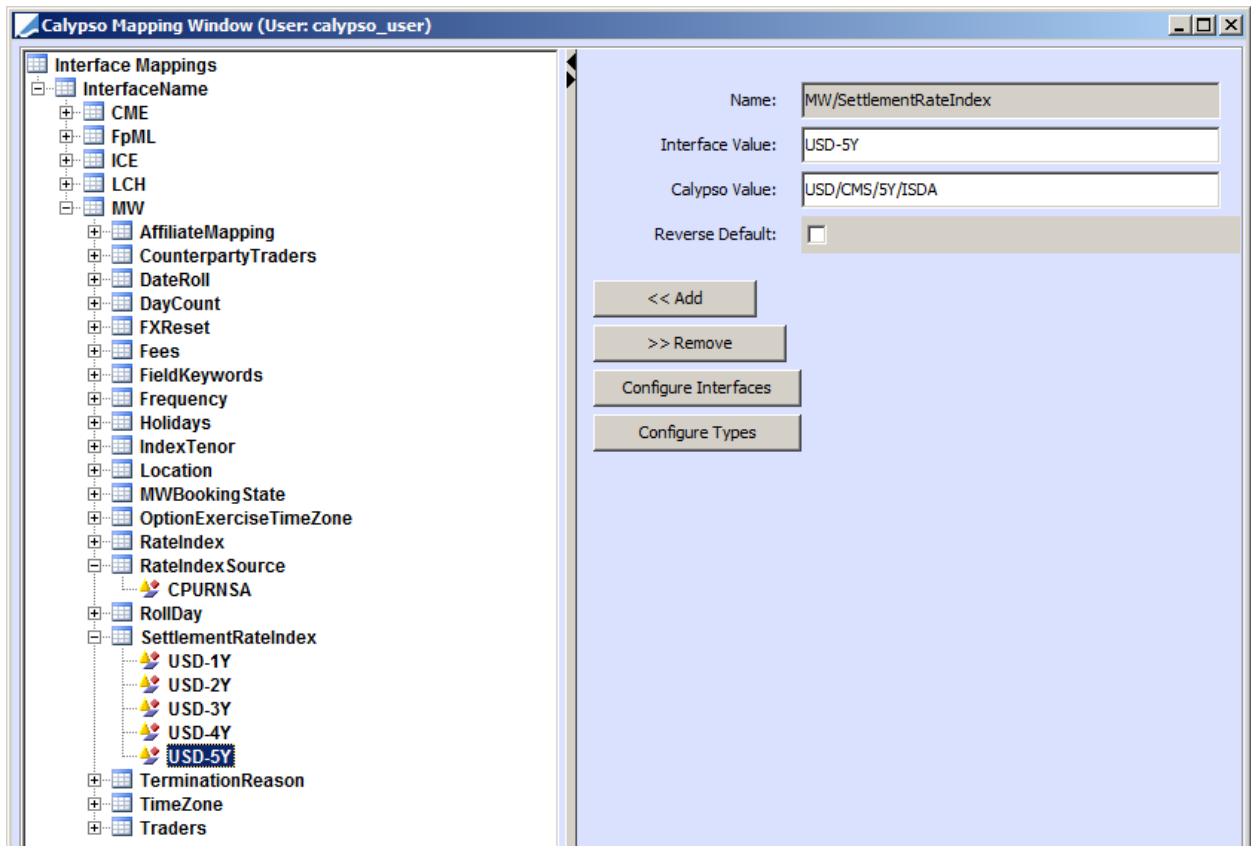 Calypso Mapping Window (User: calypso_user)
Interface Mappings
InterfaceName
CME
FpML
ICE
LCH
MW
AffiliateMapping
CounterpartyTraders
DateRoll
DayCount
FXReset
Fees
FieldKeywords
Frequency
Holidays
IndexTenor
Location
MWBookingState
OptionExerciseTimeZone
RateIndex
RateIndexSource
CPURNSA
RollDay
SettlementRateIndex
USD-1Y
USD-2Y
USD-3Y
USD-4Y
USD-5Y
TerminationReason
TimeZone
Traders
Name: MW/SettlementRateIndex
Interface Value: USD-5Y
Calypso Value: USD/CMS/5Y/ISDA
Reverse Default:
<< Add
>> Remove
Configure Interfaces
Configure Types